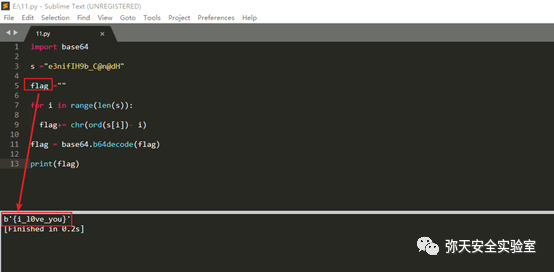 E:\11.py - Sublime Text (UNREGISTERED)
File Edit Selection Find View Goto Tools Project Preferences Help
11.py ×
1 import base64
2
3 s ="e3nifIH9b_C@n@dH"
4
5 flag =""
6
7 for i in range(len(s)):
8
9 flag+= chr(ord(s[i])- i)
10
11 flag = base64.b64decode(flag)
12
13 print(flag)
b'{i_l0ve_you}'
[Finished in 0.2s]
弥天安全实验室